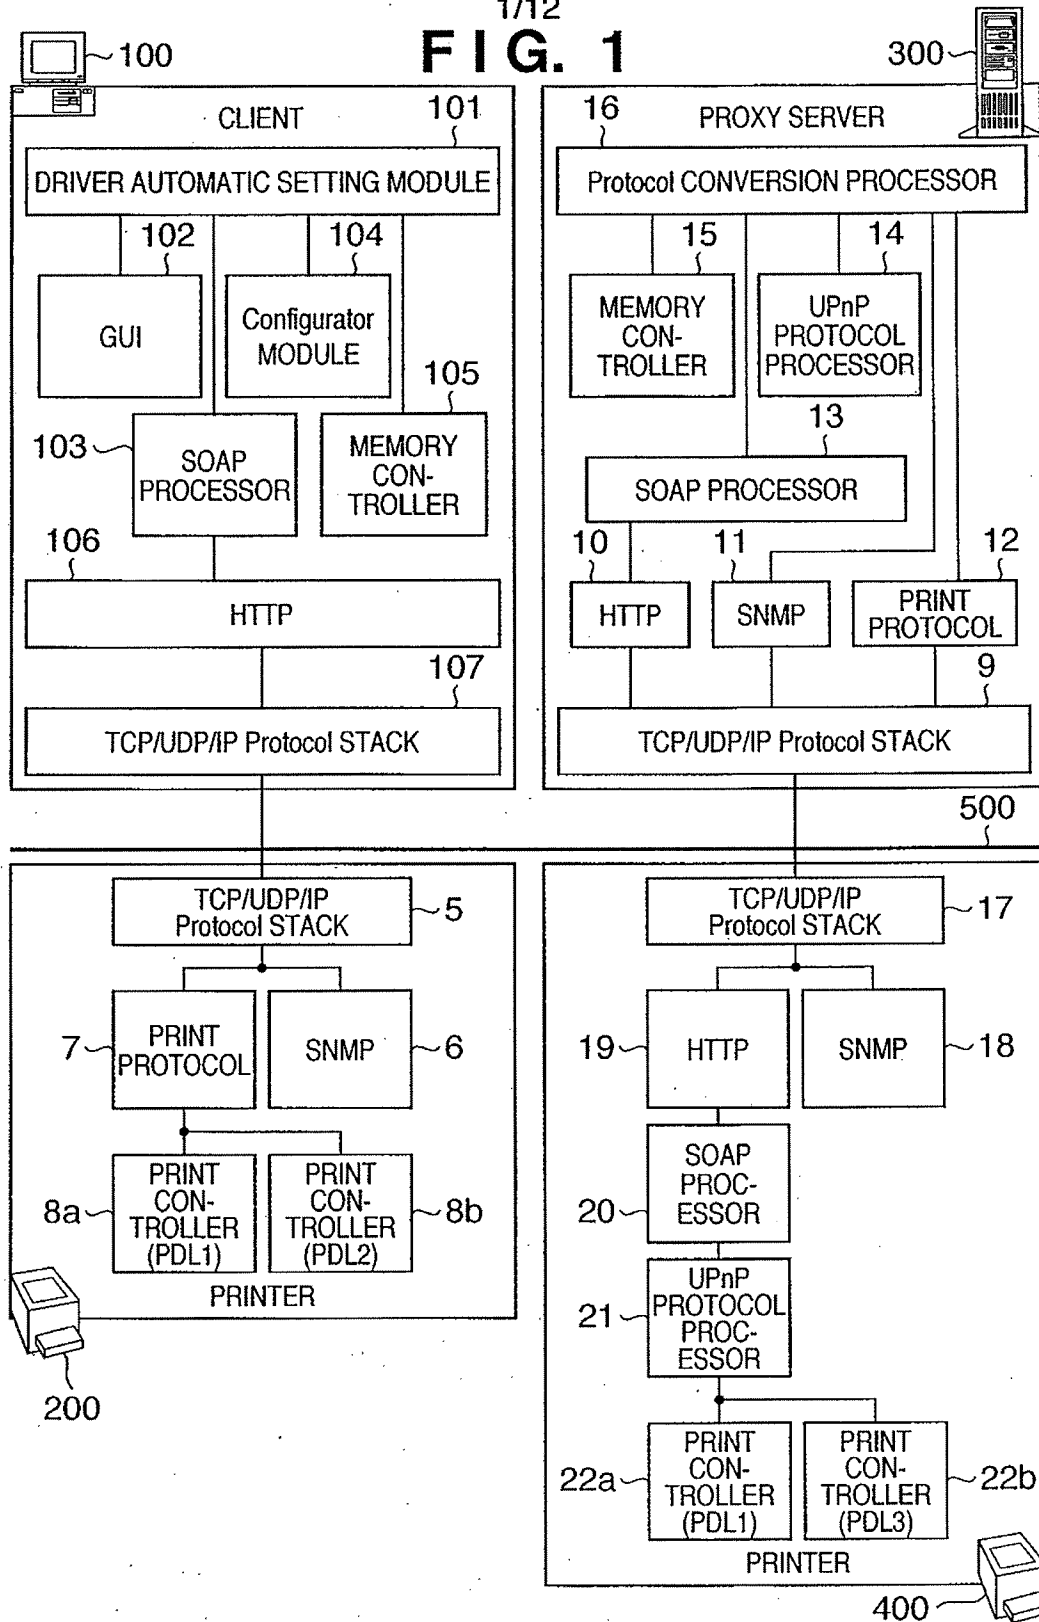 1/12
FIG. 1
100
CLIENT
101
DRIVER AUTOMATIC SETTING MODULE
102
GUI
104
Configurator
MODULE
103
SOAP
PROCESSOR
105
MEMORY
CON-
TROLLER
106
HTTP
107
TCP/UDP/IP Protocol STACK
300
PROXY SERVER
16
Protocol CONVERSION PROCESSOR
15
MEMORY
CON-
TROLLER
14
UPnP
PROTOCOL
PROCESSOR
13
SOAP PROCESSOR
10
HTTP
11
SNMP
12
PRINT
PROTOCOL
9
TCP/UDP/IP Protocol STACK
500
TCP/UDP/IP
Protocol STACK
5
7
PRINT
PROTOCOL
SNMP
6
8a
PRINT
CON-
TROLLER
(PDL1)
PRINT
CON-
TROLLER
(PDL2)
8b
PRINTER
200
TCP/UDP/IP
Protocol STACK
17
19
HTTP
SNMP
18
20
SOAP
PROC-
ESSOR
21
UPnP
PROTOCOL
PROC-
ESSOR
22a
PRINT
CON-
TROLLER
(PDL1)
PRINT
CON-
TROLLER
(PDL3)
22b
PRINTER
400